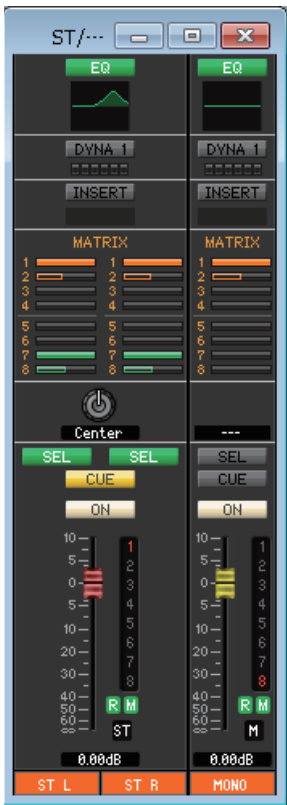 ST/···
EQ EQ
DYNA 1 DYNA 1
INSERT INSERT
MATRIX MATRIX
1 1 1
2 2 2
3 3 3
4 4 4
5 5 5
6 6 6
7 7 7
8 8 8
Center ---
SEL SEL SEL
CUE CUE
ON ON
10 1 10 1
5 2 5 2
0 3 0 3
5 4 5 4
10 5 10 5
20 6 20 6
7 7
30 8 30 8
40 40
50 R M 50 R M
60 60
∞ ST ∞ M
0.00dB 0.00dB
ST L ST R MONO